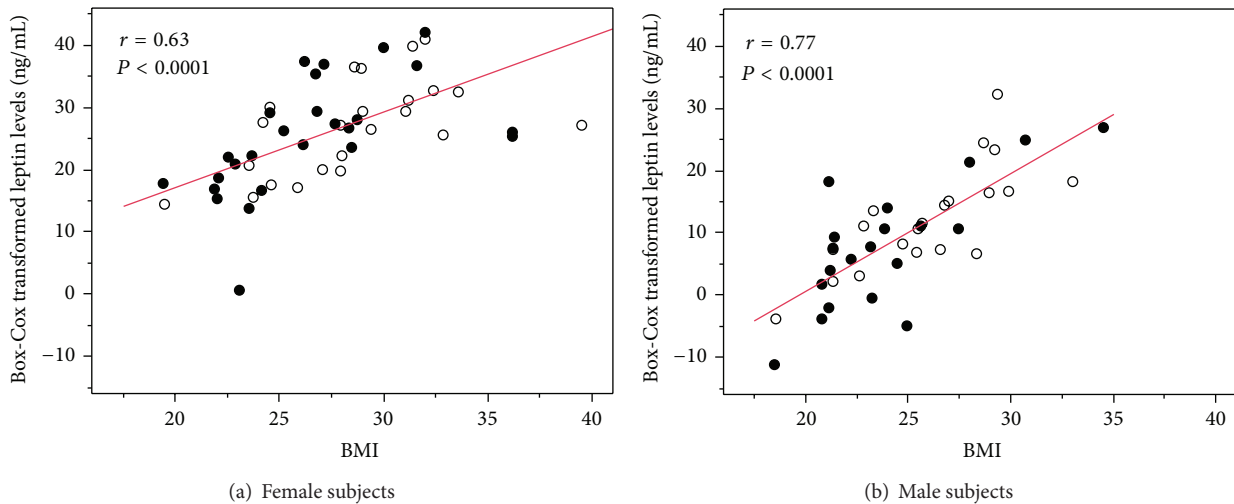 Box-Cox transformed leptin levels (ng/mL)
40
30
20
10
0
−10
r = 0.63
P < 0.0001
20 25 30 35 40
BMI
(a) Female subjects
Box-Cox transformed leptin levels (ng/mL)
40
30
20
10
0
−10
r = 0.77
P < 0.0001
20 25 30 35 40
BMI
(b) Male subjects